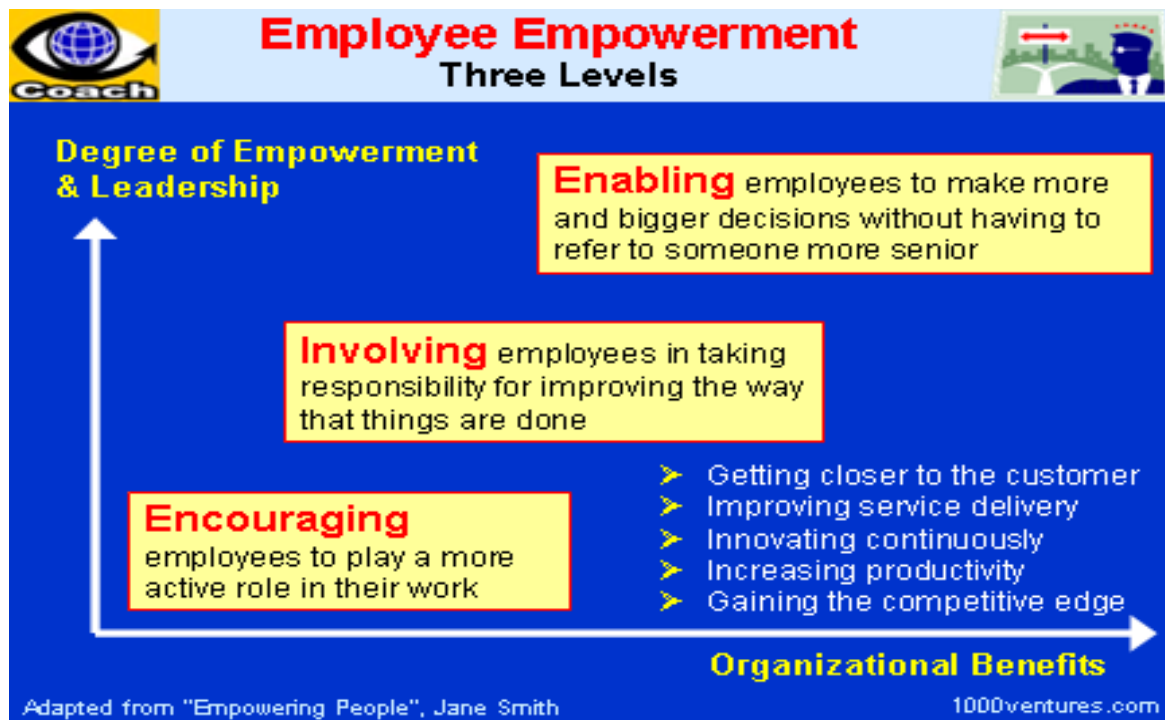 Coach
Employee Empowerment
Three Levels
Degree of Empowerment
& Leadership
Enabling employees to make more
and bigger decisions without having to
refer to someone more senior
Involving employees in taking
responsibility for improving the way
that things are done
Encouraging
employees to play a more
active role in their work
➢ Getting closer to the customer
➢ Improving service delivery
➢ Innovating continuously
➢ Increasing productivity
➢ Gaining the competitive edge
Organizational Benefits
Adapted from "Empowering People", Jane Smith
1000ventures.com